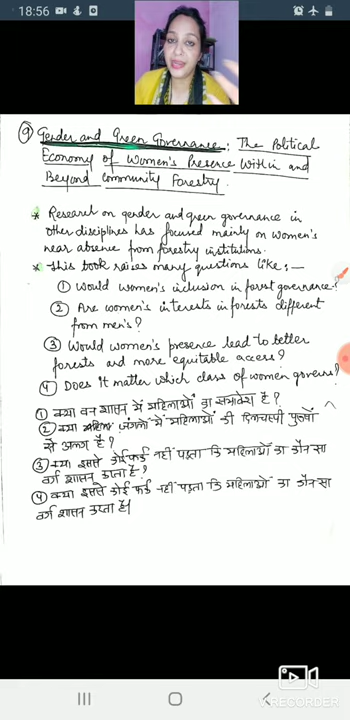 18:56
⑨ Gender and Green Governance: The Political
Economy of Women's Presence Within and
Beyond Community Forestry.
* Research on gender and green governance in
other disciplines has focused mainly on women's
near absence from forestry institutions.
* This book raises many questions like:—
① Would women's inclusion in forest governance?
② Are women's interests in forests different
from men's?
③ Would women's presence lead to better
forests and more equitable access?
④ Does it matter which class of women governs?
① क्या वन शासन में महिलाओं का समावेश है?
② क्या महिला जंगलों में महिलाओं की दिलचस्पी पुरुषों
से अलग है?
③ क्या इससे कोई फर्क नहीं पड़ता कि महिलाओं का कौन सा
वर्ग शासन करता है?
④ क्या इससे कोई फर्क नहीं पड़ता कि महिलाओं का कौन सा
वर्ग शासन करता है।